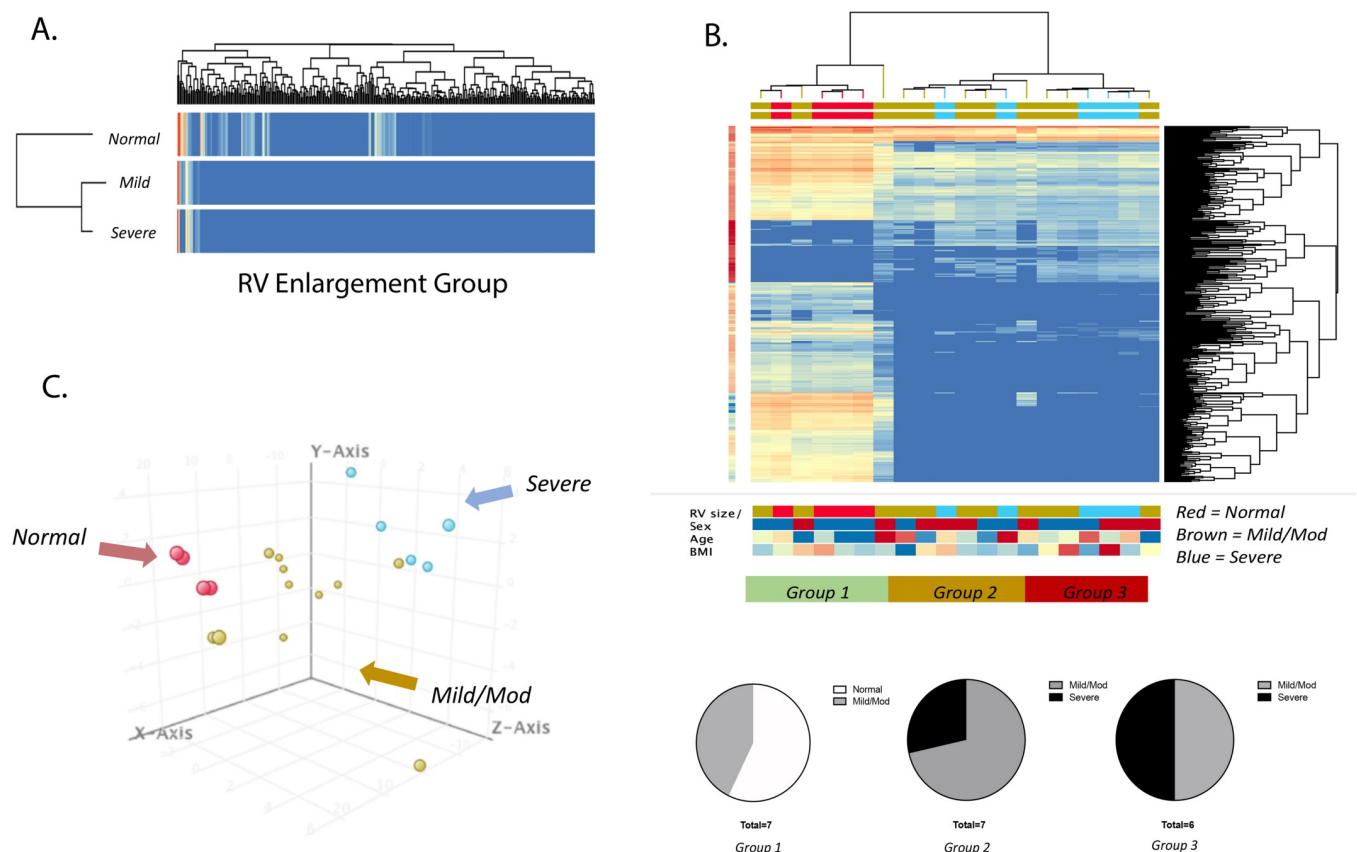 A.
Normal
Mild
Severe
RV Enlargement Group
B.
RV size/
Sex
Age
BMI
Red = Normal
Brown = Mild/Mod
Blue = Severe
Group 1
Group 2
Group 3
C.
Y-Axis
Severe
Normal
Mild/Mod
X-Axis
Z-Axis
Normal
Mild/Mod
Total=7
Group 1
Mild/Mod
Severe
Total=7
Group 2
Mild/Mod
Severe
Total=6
Group 3